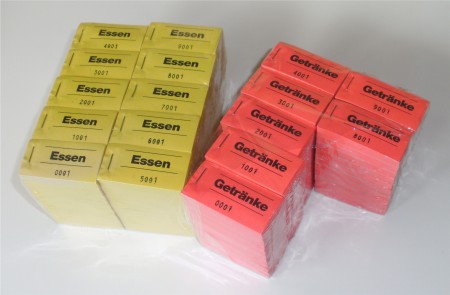 Essen
4001
Essen
9001
Essen
3001
Essen
8001
Essen
2001
Essen
7001
Essen
1001
Essen
6001
Essen
0001
Essen
5001
Getränke
4001
Getränke
3001
Getränke
9001
Getränke
2001
Getränke
8001
Getränke
1001
Getränke
0001